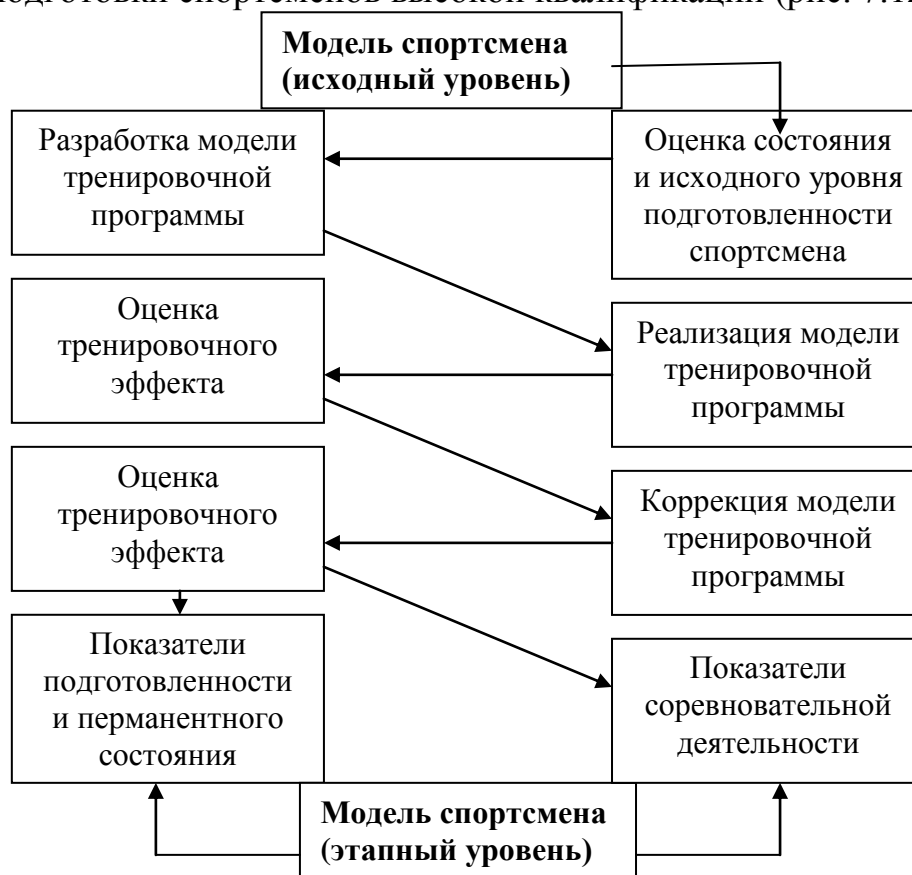 подготовки спортсменов высокой квалификации (рис. 7.1
Модель спортсмена
(исходный уровень)
Разработка модели
тренировочной
программы
Оценка состояния
и исходного уровня
подготовленности
спортсмена
Оценка
тренировочного
эффекта
Реализация модели
тренировочной
программы
Оценка
тренировочного
эффекта
Коррекция модели
тренировочной
программы
Показатели
подготовленности
и перманентного
состояния
Показатели
соревновательной
деятельности
Модель спортсмена
(этапный уровень)